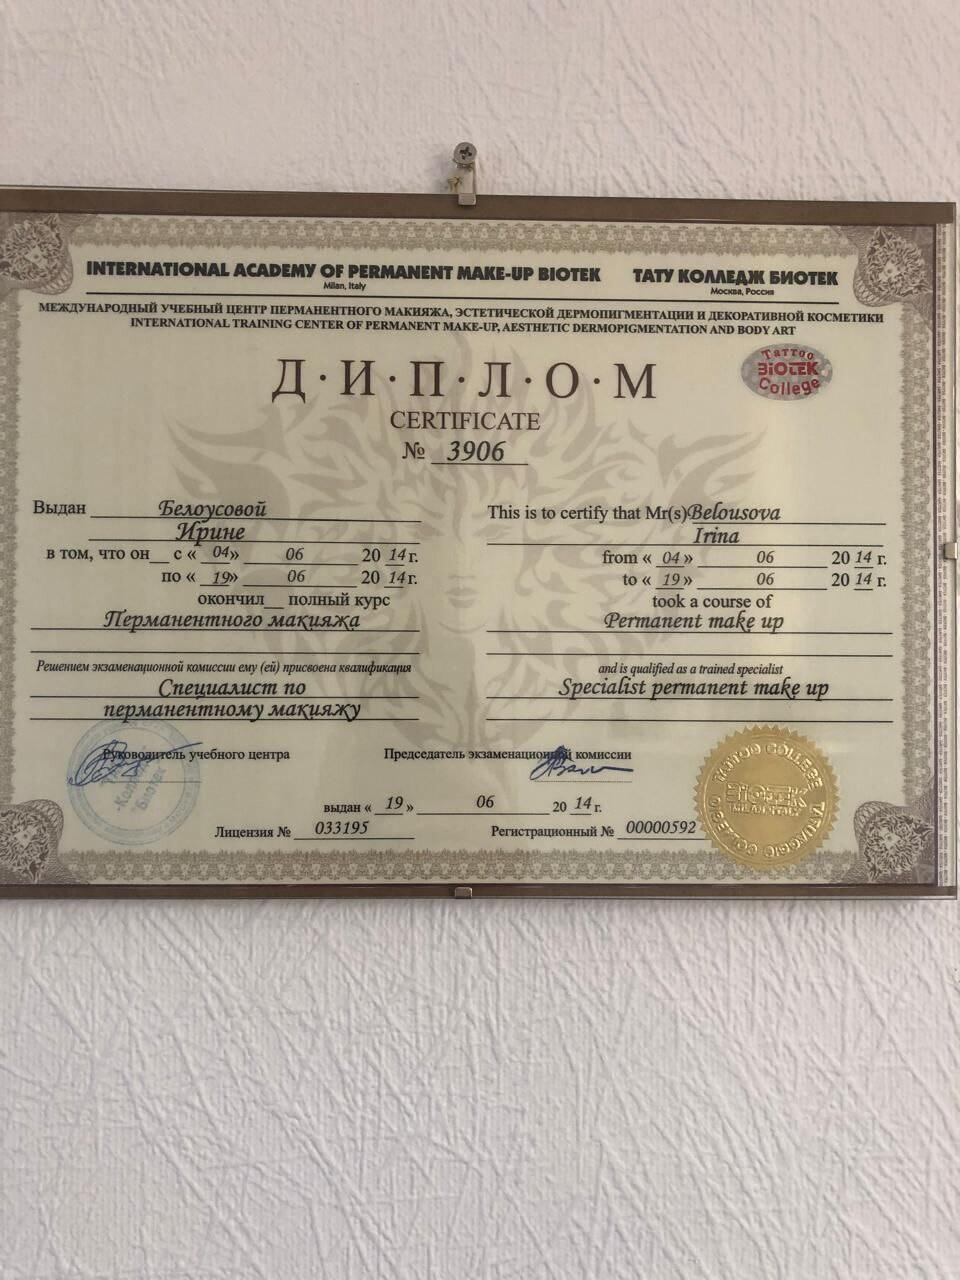 INTERNATIONAL ACADEMY OF PERMANENT MAKE-UP BIOTEK
Milan, Italy
ТАТУ КОЛЛЕДЖ БИОТЕК
Москва, Россия
МЕЖДУНАРОДНЫЙ УЧЕБНЫЙ ЦЕНТР ПЕРМАНЕНТНОГО МАКИЯЖА, ЭСТЕТИЧЕСКОЙ ДЕРМОПИГМЕНТАЦИИ И ДЕКОРАТИВНОЙ КОСМЕТИКИ
INTERNATIONAL TRAINING CENTER OF PERMANENT MAKE-UP, AESTHETIC DERMOPIGMENTATION AND BODY ART
Д·И·П·Л·О·М
CERTIFICATE
№ 3906
Tattoo
BIOTEK
College
Выдан Белоусовой
Ирине
в том, что он__ с « 04» 06 20 14 г.
по « 19» 06 20 14 г.
окончил__ полный курс
Перманентного макияжа
Решением экзаменационной комиссии ему (ей) присвоена квалификация
Специалист по
перманентному макияжу
This is to certify that Mr(s) Belousova
Irina
from « 04 » 06 20 14 г.
to « 19 » 06 20 14 г.
took a course of
Permanent make up
and is qualified as a trained specialist
Specialist permanent make up
Руководитель учебного центра
Председатель экзаменационной комиссии
выдан « 19 » 06 20 14 г.
Лицензия № 033195
Регистрационный № 00000592
TATTOO COLLEGE
BIOTEK
MILAN ITALY